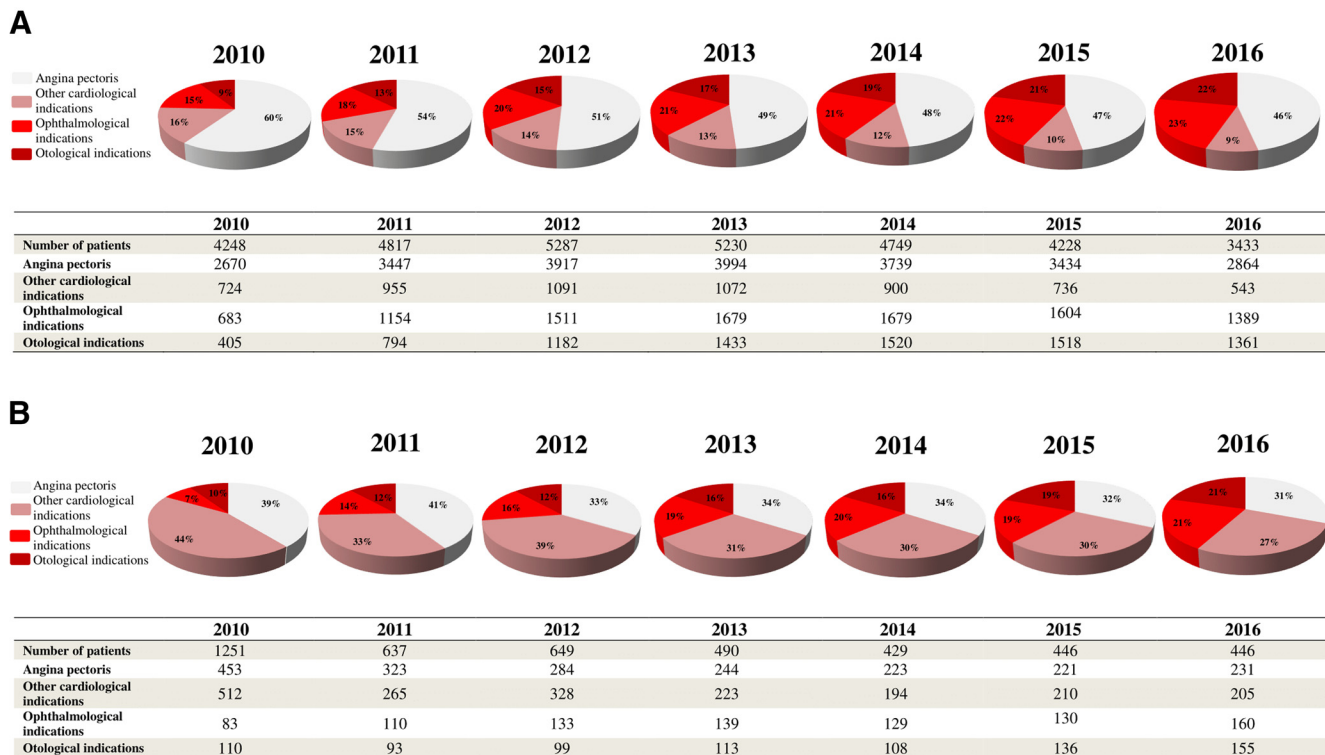 A
2010 2011 2012 2013 2014 2015 2016
Angina pectoris
Other cardiological
indications
Ophthalmological
indications
Otological indications
60% 16% 15% 9%
54% 15% 18% 13%
51% 14% 20% 15%
49% 13% 21% 17%
48% 12% 21% 19%
47% 10% 22% 21%
46% 9% 23% 22%
2010 2011 2012 2013 2014 2015 2016
Number of patients 4248 4817 5287 5230 4749 4228 3433
Angina pectoris 2670 3447 3917 3994 3739 3434 2864
Other cardiological
indications 724 955 1091 1072 900 736 543
Ophthalmological
indications 683 1154 1511 1679 1679 1604 1389
Otological indications 405 794 1182 1433 1520 1518 1361
B
2010 2011 2012 2013 2014 2015 2016
Angina pectoris
Other cardiological
indications
Ophthalmological
indications
Otological indications
39% 44% 7% 10%
41% 33% 14% 12%
33% 39% 16% 12%
34% 31% 19% 16%
34% 30% 20% 16%
32% 30% 19% 19%
31% 27% 21% 21%
2010 2011 2012 2013 2014 2015 2016
Number of patients 1251 637 649 490 429 446 446
Angina pectoris 453 323 284 244 223 221 231
Other cardiological
indications 512 265 328 223 194 210 205
Ophthalmological
indications 83 110 133 139 129 130 160
Otological indications 110 93 99 113 108 136 155